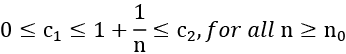 0 ≤ c₁ ≤ 1 + 1/n ≤ c₂, for all n ≥ n₀